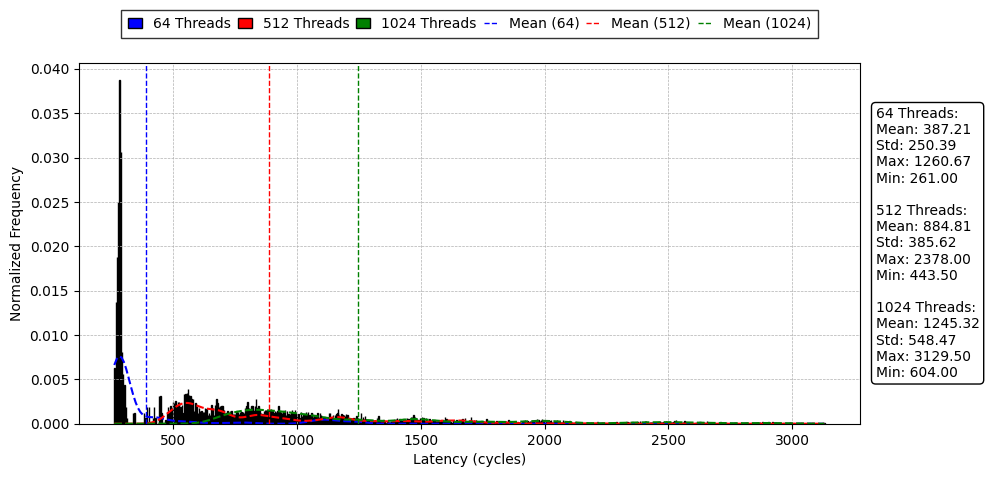 64 Threads 512 Threads 1024 Threads Mean (64) Mean (512) Mean (1024)
0.040
0.035
0.030
0.025
0.020
0.015
0.010
0.005
0.000
Normalized Frequency
500 1000 1500 2000 2500 3000
Latency (cycles)
64 Threads:
Mean: 387.21
Std: 250.39
Max: 1260.67
Min: 261.00
512 Threads:
Mean: 884.81
Std: 385.62
Max: 2378.00
Min: 443.50
1024 Threads:
Mean: 1245.32
Std: 548.47
Max: 3129.50
Min: 604.00